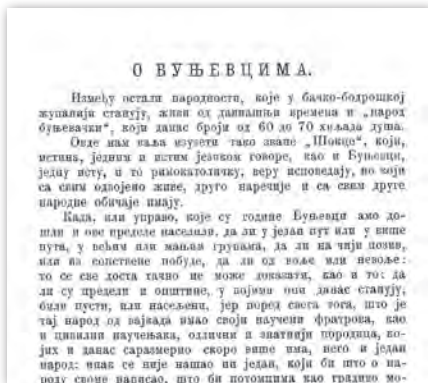 О БУЊЕВЦИМА.
Између остали народности, које у бачко-бодрошкој
жупанији станују, живи од давнашњи времена и „народ
буњевачки“, који данас броји од 60 до 70 хиљада душа.
Овде нам ваља изузети тако зване „Шокце“, који,
истина, једним и истим језиком говоре, као и Буњевци,
једну исту, и то римокатоличку, веру исповедају, но који
са свим одвојено живе, друго наречије и са свим друге
народне обичаје имају.
Када, или управо, које су године Буњевци амо до-
шли и ове пределе населили, да ли у један пут или у више
пута, у већим или мањим групама, да ли на чији позив,
или из сопствене побуде, да ли од воље или невоље:
то се све доста тачно не може доказати, као и то: да
ли су предели и општине, у којима они данас станују,
били пусти, или насељени, јер поред свега тога, што је
тај народ од вајкада имао своји научени фратрова, као
и цивилни научењака, одлични и знатнији породица, ко-
јих и данас саразмерно скоро више има, него и један
народ: ипак се није нашао ни један, који би што о на-
роду своме написао, што би потомцима као градиво мо-